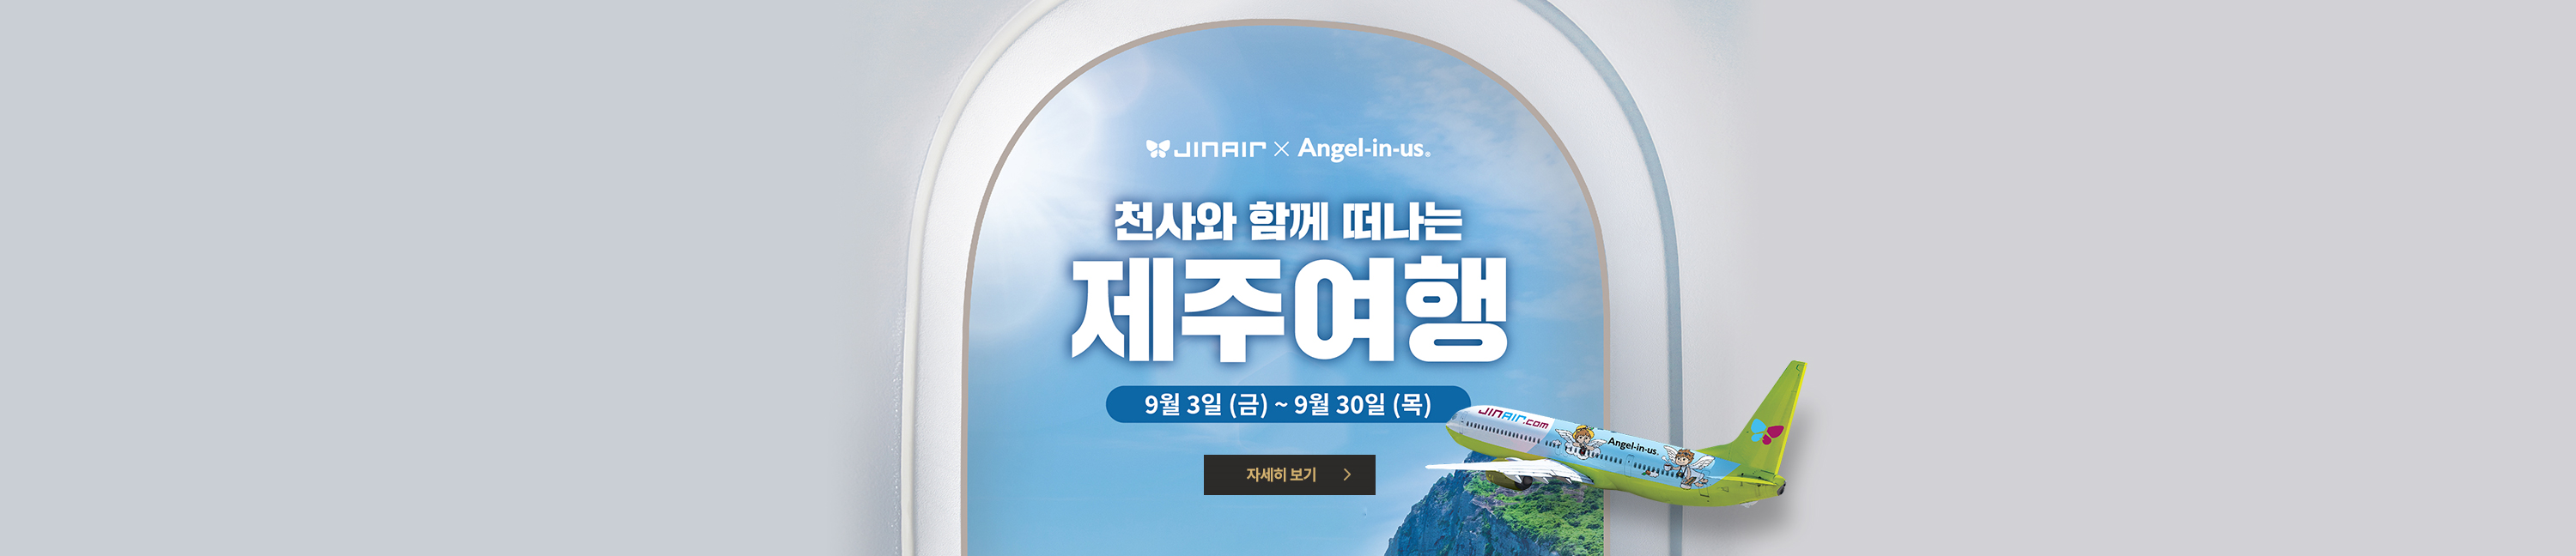 JINAIR × Angel-in-us®
천사와 함께 떠나는
제주여행
9월 3일 (금) ~ 9월 30일 (목)
자세히 보기 >
JINAIR.com
Angel-in-us.